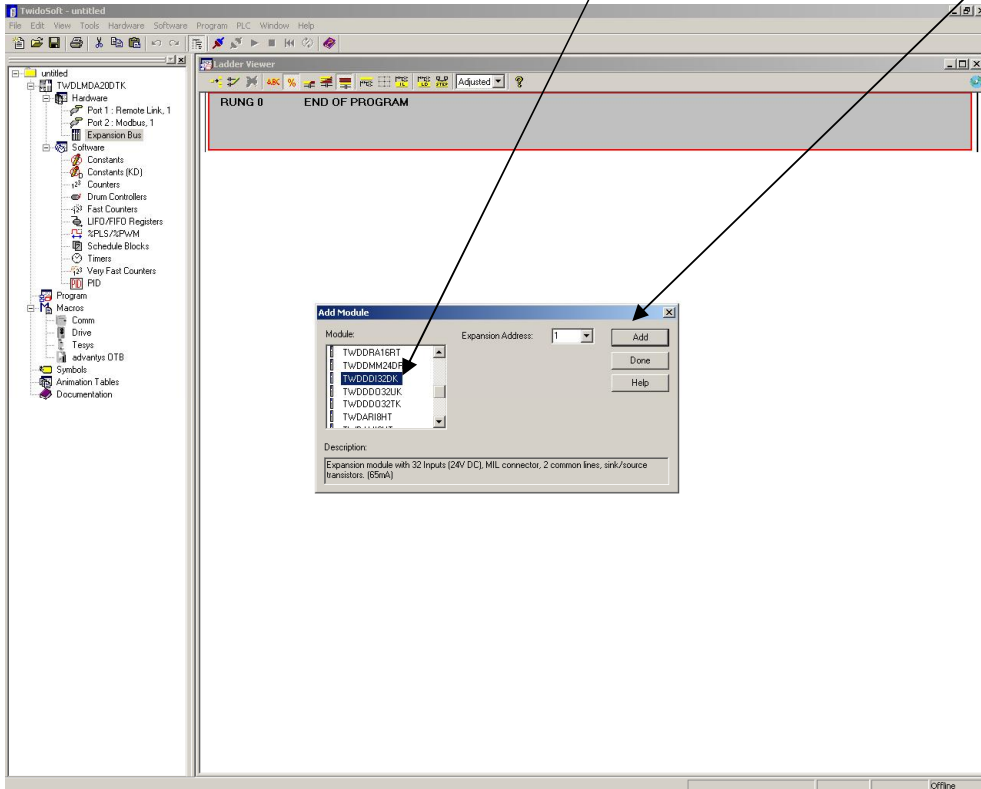 TwidoSoft - untitled
File Edit View Tools Hardware Software Program PLC Window Help
Ladder Viewer
ABC % Adjusted
RUNG 0 END OF PROGRAM
untitled
TWDLMDA20DTK
Hardware
Port 1 : Remote Link, 1
Port 2 : Modbus, 1
Expansion Bus
Software
Constants
Constants (KD)
Counters
Drum Controllers
Fast Counters
LIFO/FIFO Registers
%PLS/%PWM
Schedule Blocks
Timers
Very Fast Counters
PID
Program
Macros
Comm
Drive
Tesys
advantys OTB
Symbols
Animation Tables
Documentation
Add Module
Module:
Expansion Address: 1
Add
Done
Help
TWDDRA16RT
TWDDDI32DK
TWDDDO32UK
TWDDDO32TK
TWDARI8HT
Description:
Expansion module with 32 Inputs (24V DC), MIL connector, 2 common lines, sink/source
transistors. (65mA)
Offline